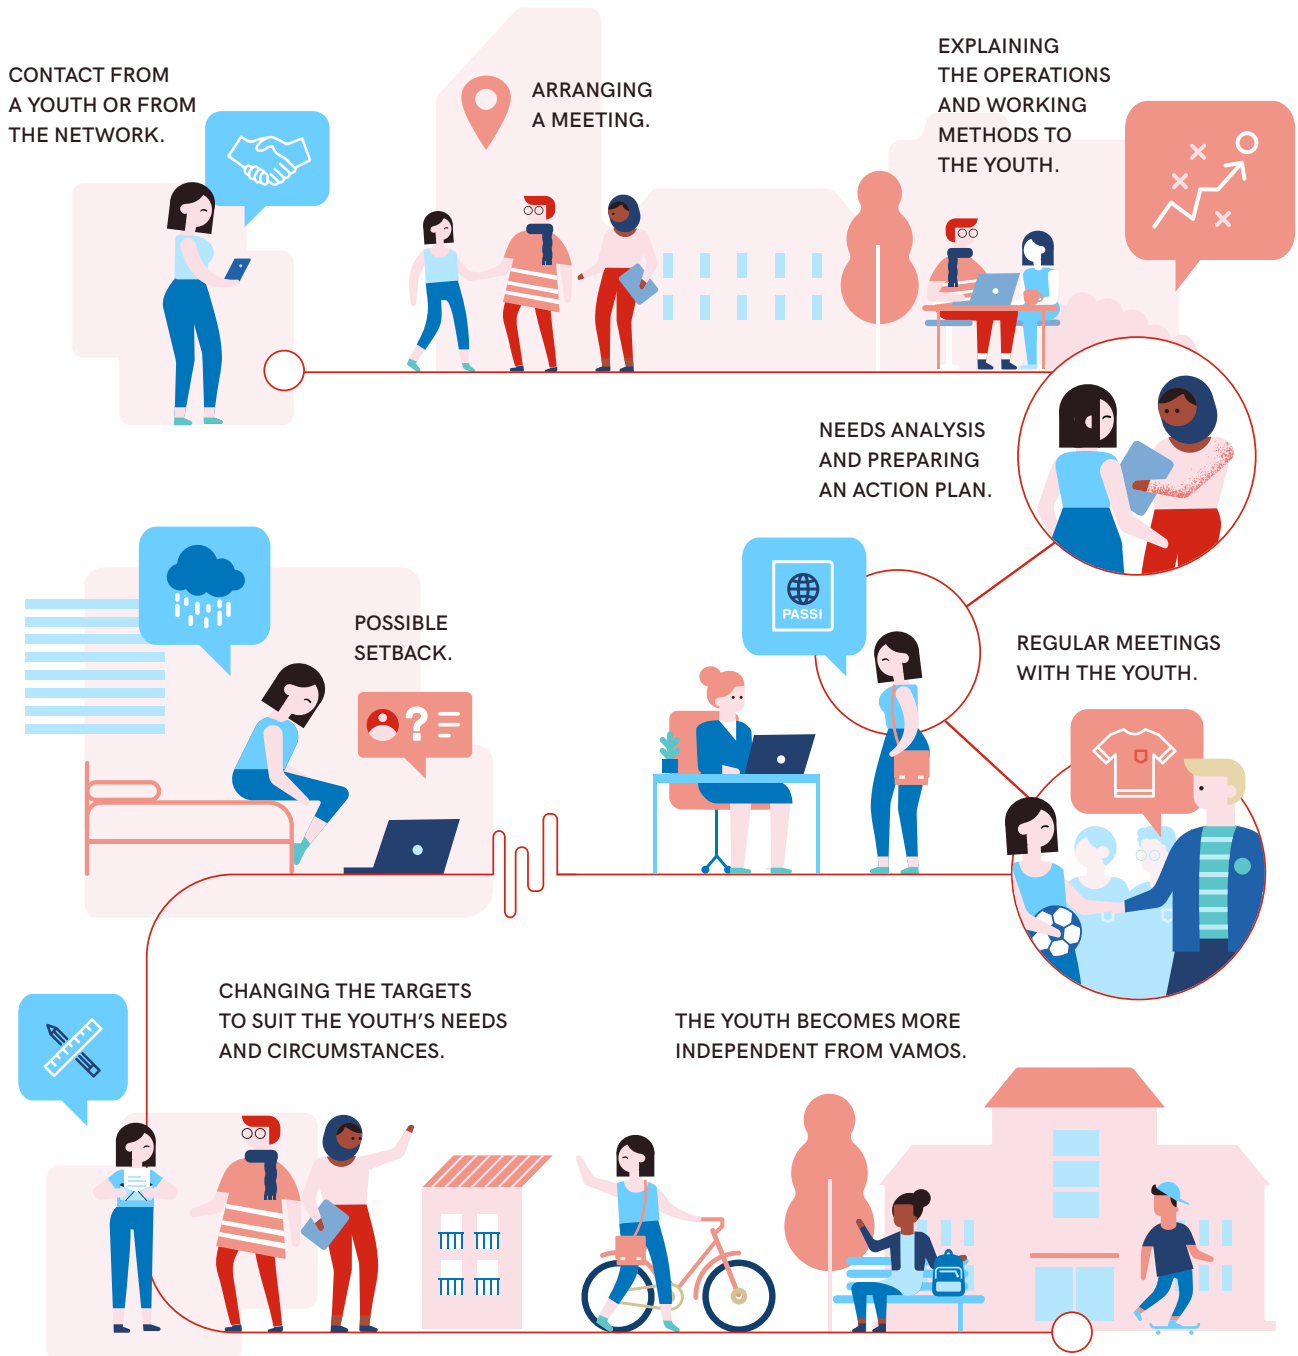 CONTACT FROM
A YOUTH OR FROM
THE NETWORK.
ARRANGING
A MEETING.
EXPLAINING
THE OPERATIONS
AND WORKING
METHODS TO
THE YOUTH.
NEEDS ANALYSIS
AND PREPARING
AN ACTION PLAN.
PASSI
REGULAR MEETINGS
WITH THE YOUTH.
POSSIBLE
SETBACK.
?
CHANGING THE TARGETS
TO SUIT THE YOUTH’S NEEDS
AND CIRCUMSTANCES.
THE YOUTH BECOMES MORE
INDEPENDENT FROM VAMOS.